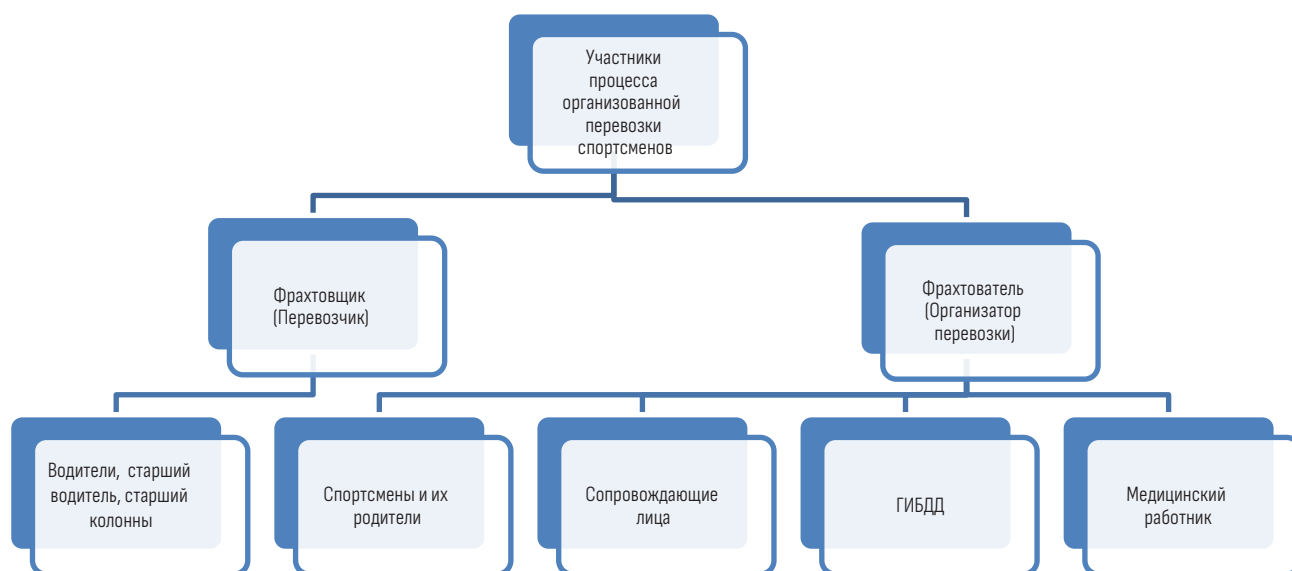 Участники
процесса
организованной
перевозки
спортсменов
Фрахтовщик
(Перевозчик)
Фрахтователь
(Организатор
перевозки)
Водители, старший
водитель, старший
колонны
Спортсмены и их
родители
Сопровождающие
лица
ГИБДД
Медицинский
работник